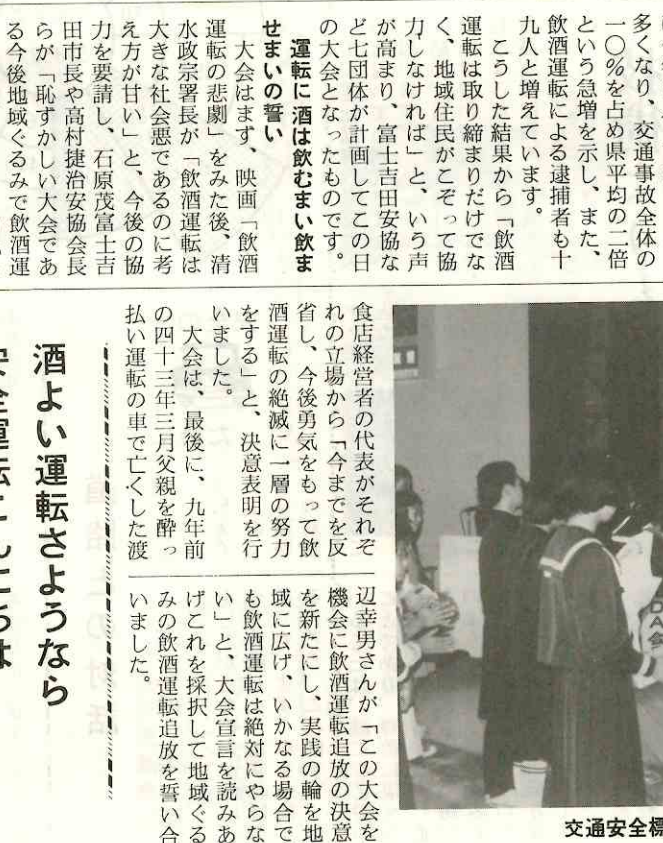 多くなり、交通事故全体の
一〇%を占め県平均の二倍
という急増を示し、また、
飲酒運転による逮捕者も十
九人と増えています。
こうした結果から「飲酒
運転は取り締まりだけでな
く、地域住民がこぞって協
力しなければ」と、いう声
が高まり、富士吉田安協な
ど七団体が計画してこの日
の大会となったものです。
運転に酒は飲むまい飲ま
せまいの誓い
大会はまず、映画「飲酒
運転の悲劇」をみた後、清
水政宗署長が「飲酒運転は
大きな社会悪であるのに考
え方が甘い」と、今後の協
力を要請し、石原茂富士吉
田市長や高村捷治安協会長
らが「恥ずかしい大会であ
る今後地域ぐるみで飲酒運
食店経営者の代表がそれぞ
れの立場から「今までを反
省し、今後勇気をもって飲
酒運転の絶滅に一層の努力
をする」と、決意表明を行
いました。
大会は、最後に、九年前
の四十三年三月父親を酔っ
払い運転の車で亡くした渡
辺幸男さんが「この大会を
機会に飲酒運転追放の決意
を新たにし、実践の輪を地
域に広げ、いかなる場合で
も飲酒運転は絶対にやらな
い」と、大会宣言を読みあ
げこれを採択して地域ぐる
みの飲酒運転追放を誓い合
いました。
酒よい運転さようなら
安全運転こんにちは
交通安全標